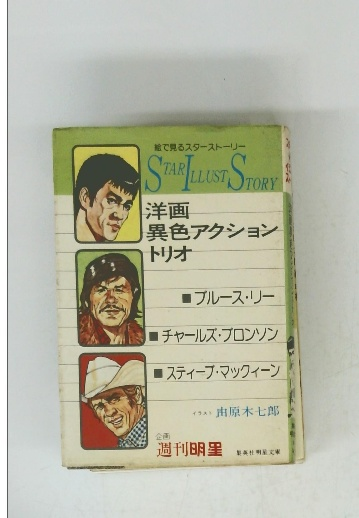 絵で見るスターストーリー
STAR ILLUST STORY
洋画
異色アクション
トリオ
■ブルース・リー
■チャールズ・ブロンソン
■スティーブ・マックィーン
イラスト 由原木七郎
企画
週刊明星
集英社明星文庫